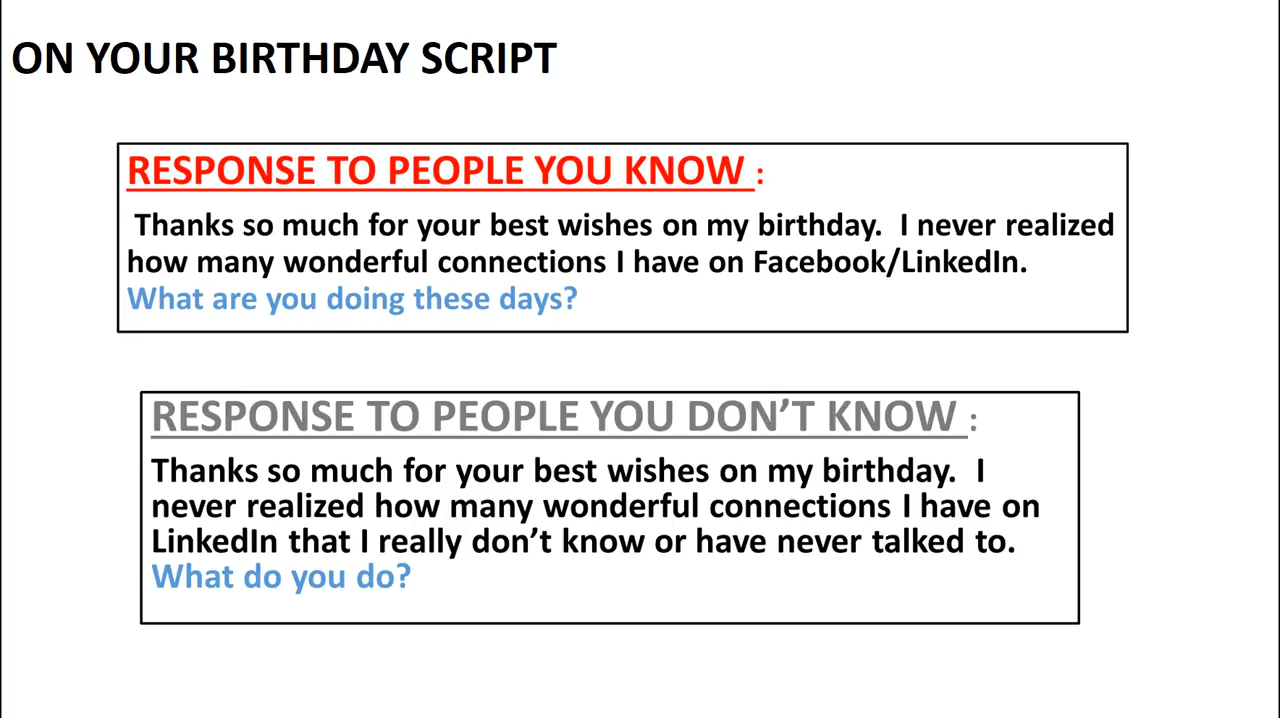 ON YOUR BIRTHDAY SCRIPT
RESPONSE TO PEOPLE YOU KNOW :
Thanks so much for your best wishes on my birthday.  I never realized
how many wonderful connections I have on Facebook/LinkedIn.
What are you doing these days?
RESPONSE TO PEOPLE YOU DON’T KNOW :
Thanks so much for your best wishes on my birthday.  I
never realized how many wonderful connections I have on
LinkedIn that I really don’t know or have never talked to.
What do you do?